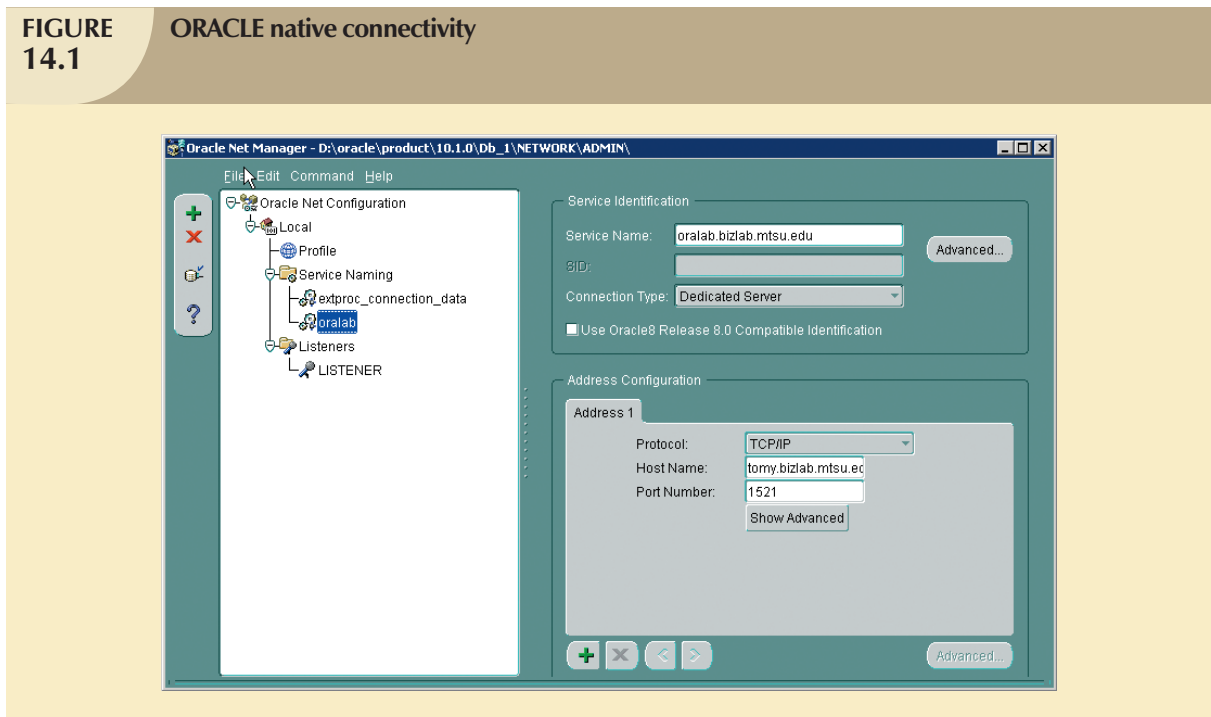 FIGURE
14.1
ORACLE native connectivity
Oracle Net Manager - D:\oracle\product\10.1.0\Db_1\NETWORK\ADMIN\
File Edit Command Help
Oracle Net Configuration
Local
Profile
Service Naming
extproc_connection_data
oralab
Listeners
LISTENER
Service Identification
Service Name: oralab.bizlab.mtsu.edu
Advanced...
SID:
Connection Type: Dedicated Server
Use Oracle8 Release 8.0 Compatible Identification
Address Configuration
Address 1
Protocol: TCP/IP
Host Name: tomy.bizlab.mtsu.ed
Port Number: 1521
Show Advanced
Advanced...